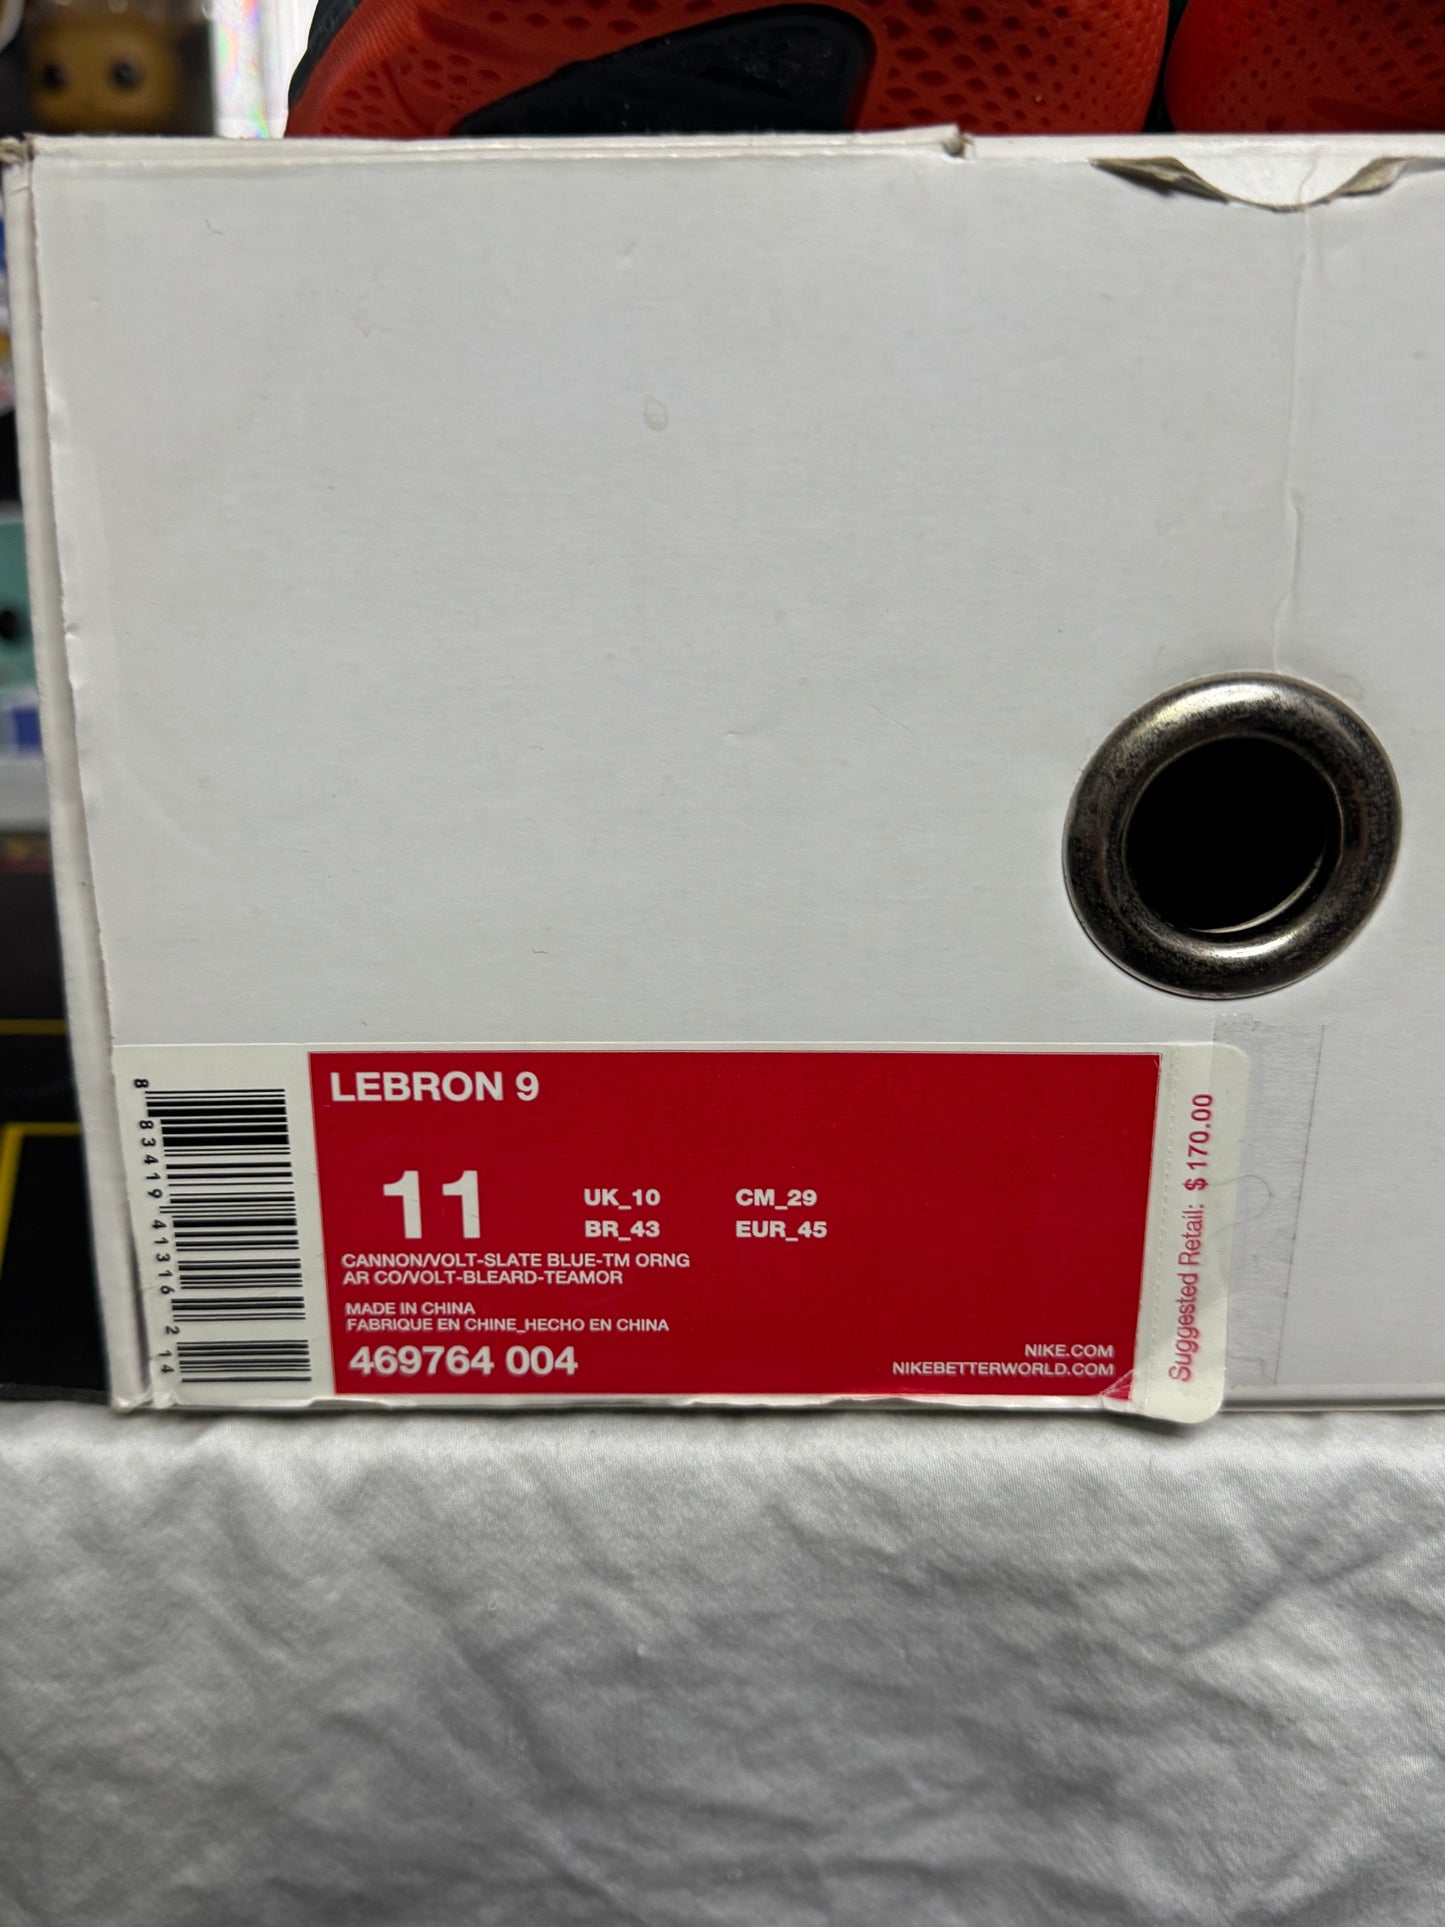 LEBRON 9
11
UK_10 CM_29
BR_43 EUR_45
CANNON/VOLT-SLATE BLUE-TM ORNG
AR CO/VOLT-BLEARD-TEAMOR
MADE IN CHINA
FABRIQUE EN CHINE_HECHO EN CHINA
469764 004
NIKE.COM
NIKEBETTERWORLD.COM
8 83419 41316 2 14
Suggested Retail: $ 170.00